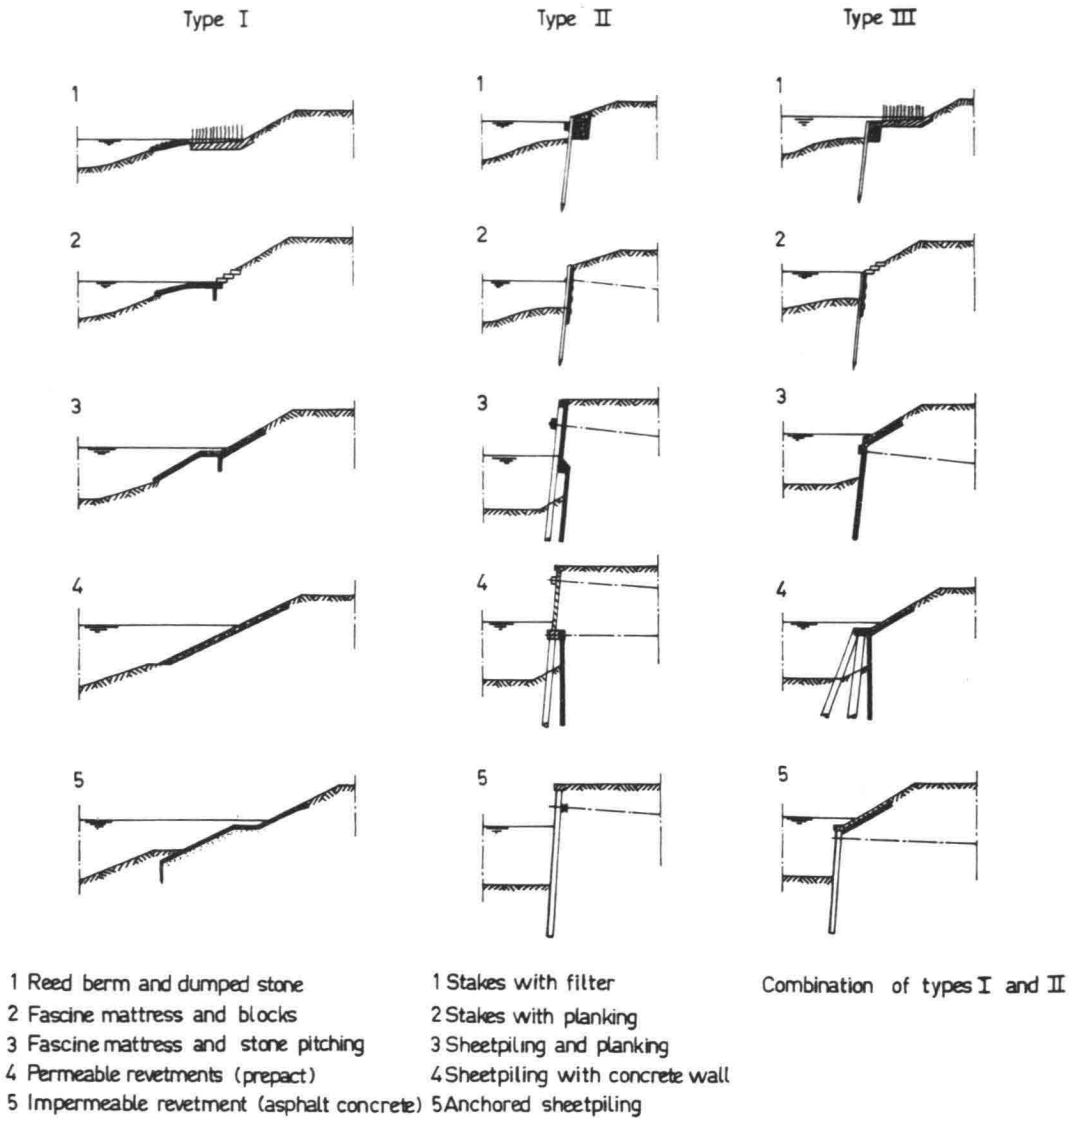 Type I
Type II
Type III
1
1
1
2
2
2
3
3
3
4
4
4
5
5
5
1 Reed berm and dumped stone
2 Fascine mattress and blocks
3 Fascine mattress and stone pitching
4 Permeable revetments (prepact)
5 Impermeable revetment (asphalt concrete)
1 Stakes with filter
2 Stakes with planking
3 Sheetpiling and planking
4 Sheetpiling with concrete wall
5 Anchored sheetpiling
Combination of types I and II